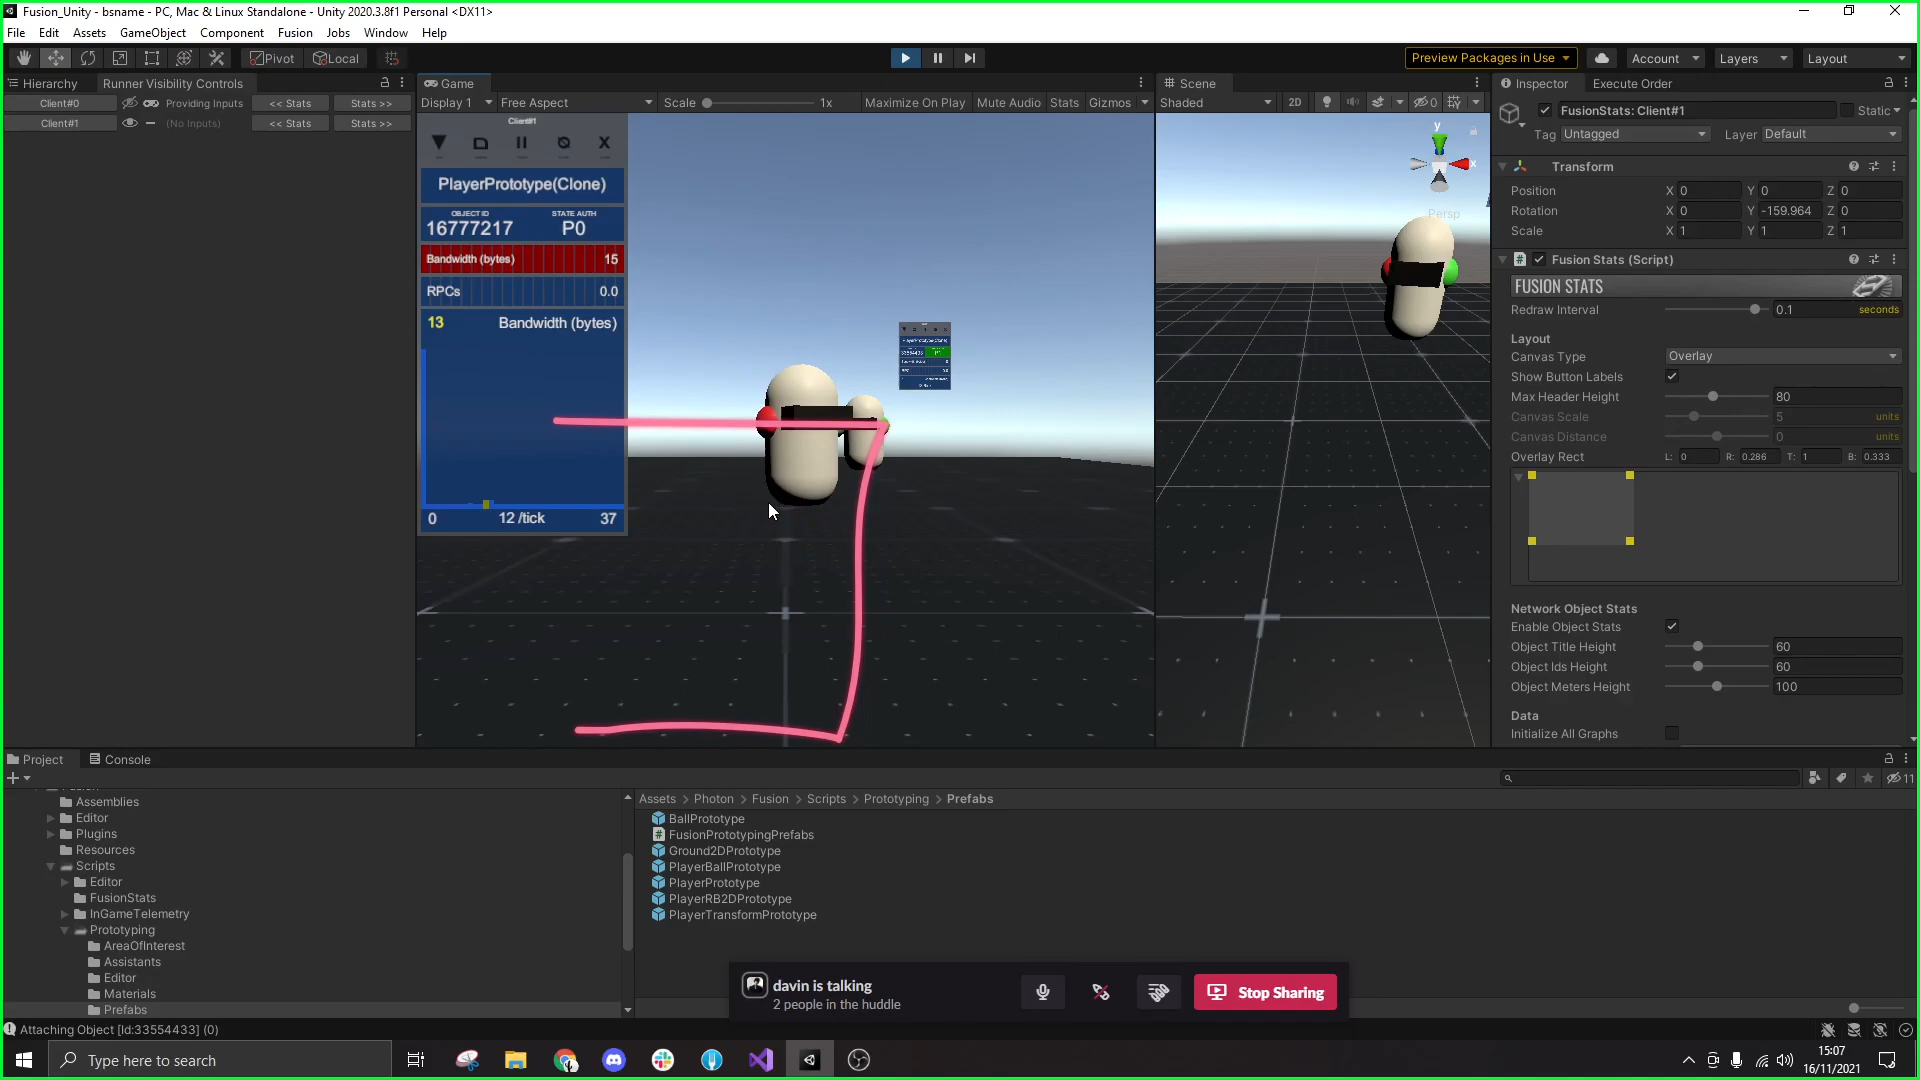 Fusion_Unity - bsname - PC, Mac & Linux Standalone - Unity 2020.3.8f1 Personal <DX11>
File Edit Assets GameObject Component Fusion Jobs Window Help
Pivot Local Preview Packages in Use Account Layers Layout
Hierarchy Runner Visibility Controls
Client#0 Providing Inputs << Stats Stats >>
Client#1 (No Inputs) << Stats Stats >>
Game
Display 1 Free Aspect Scale 1x Maximize On Play Mute Audio Stats Gizmos
Client#1
PlayerPrototype(Clone)
OBJECT ID STATE AUTH
16777217 P0
Bandwidth (bytes) 15
RPCs 0.0
13 Bandwidth (bytes)
0 12 /tick 37
PlayerPrototype(Clone)
33554433 P1
Scene
Shaded 2D 0
y
x
Persp
Inspector Execute Order
FusionStats: Client#1 Static
Tag Untagged Layer Default
Transform
Position X 0 Y 0 Z 0
Rotation X 0 Y -159.964 Z 0
Scale X 1 Y 1 Z 1
# Fusion Stats (Script)
FUSION STATS
Redraw Interval 0.1 seconds
Layout
Canvas Type Overlay
Show Button Labels
Max Header Height 80
Canvas Scale 5 units
Canvas Distance 0 units
Overlay Rect L: 0 R: 0.286 T: 1 B: 0.333
Network Object Stats
Enable Object Stats
Object Title Height 60
Object Ids Height 60
Object Meters Height 100
Data
Initialize All Graphs
Project Console
11
Assemblies
Editor
Plugins
Resources
Scripts
Editor
FusionStats
InGameTelemetry
Prototyping
AreaOfInterest
Assistants
Editor
Materials
Prefabs
Assets > Photon > Fusion > Scripts > Prototyping > Prefabs
BallPrototype
FusionPrototypingPrefabs
Ground2DPrototype
PlayerBallPrototype
PlayerPrototype
PlayerRB2DPrototype
PlayerTransformPrototype
davin is talking
2 people in the huddle
Stop Sharing
Attaching Object [Id:33554433] (0)
Type here to search
15:07
16/11/2021